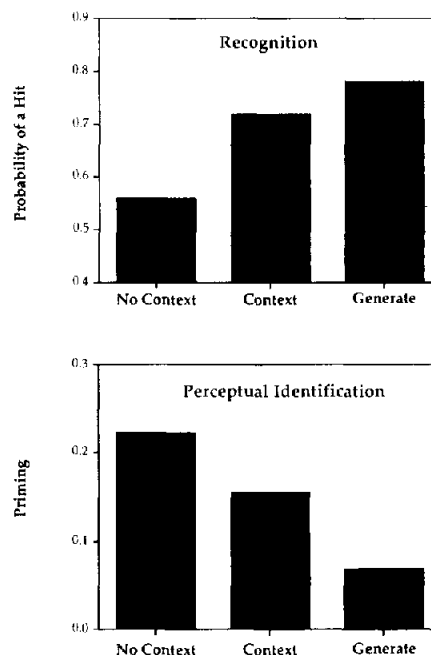 0.9
Recognition
0.8
0.7
Probability of a Hit
0.6
0.5
0.4
No Context Context Generate
0.3
Perceptual Identification
0.2
Priming
0.1
0.0
No Context Context Generate